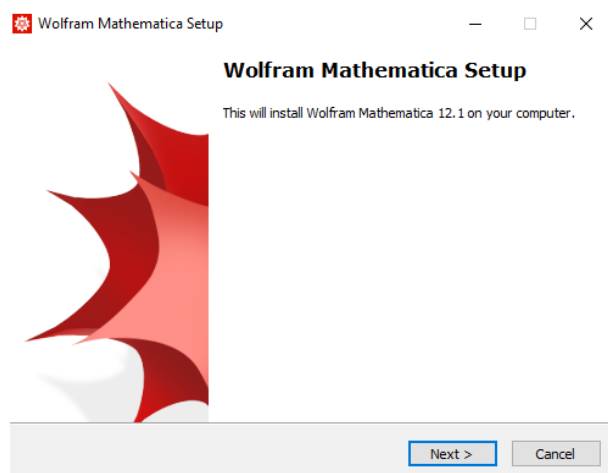 Wolfram Mathematica Setup
Wolfram Mathematica Setup
This will install Wolfram Mathematica 12.1 on your computer.
Next > Cancel